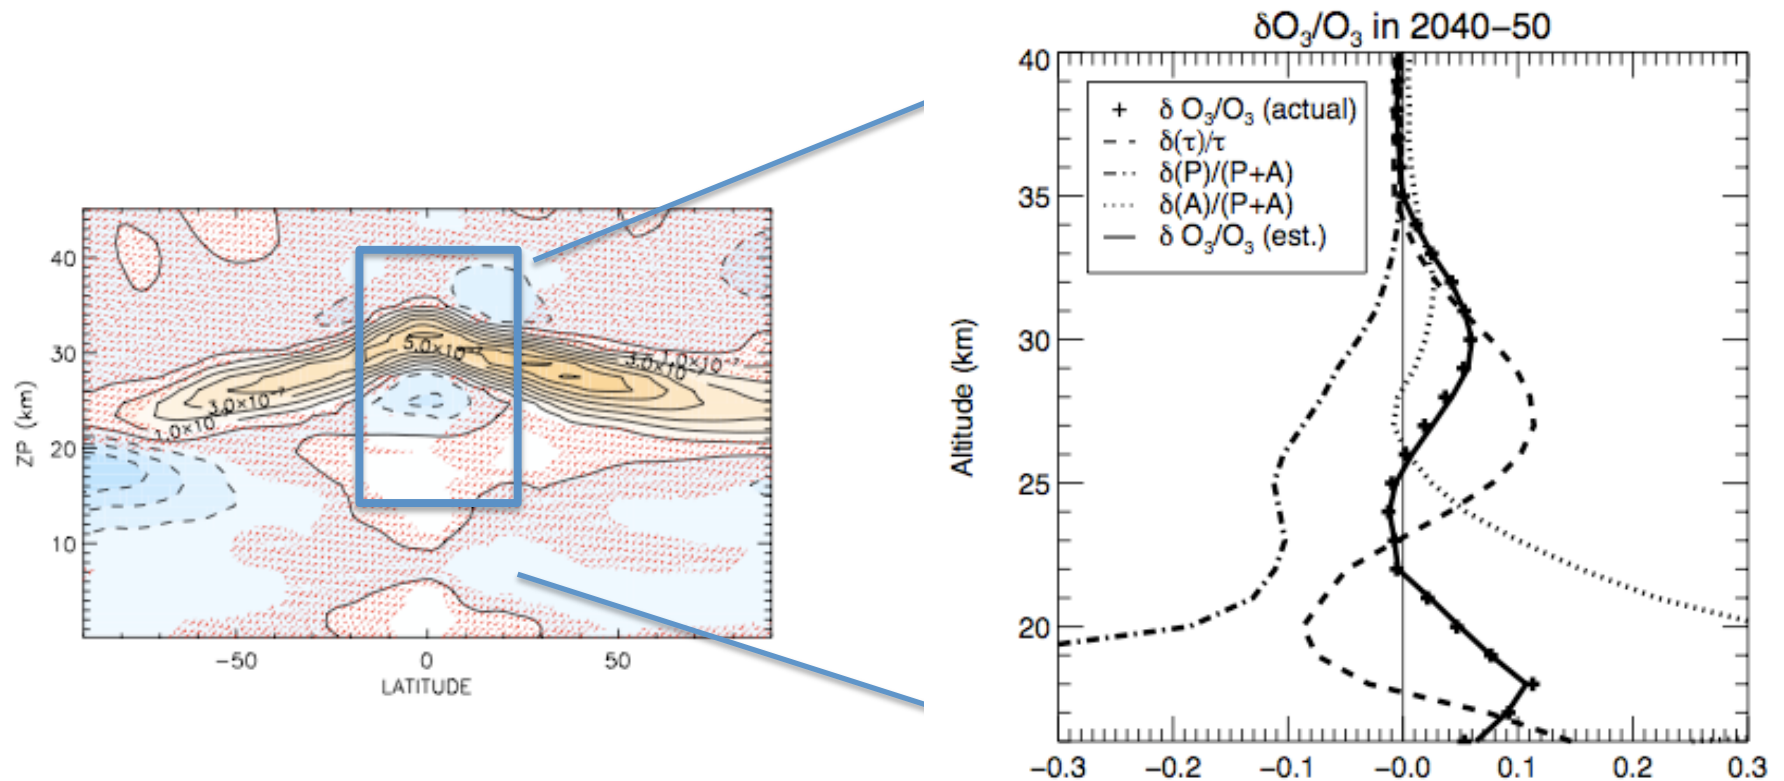 40
30
20
10
ZP (km)
5.0×10⁻⁷
3.0×10⁻⁷
1.0×10⁻⁷
3.0×10⁻⁷
1.0×10
−50
0
50
LATITUDE
δO₃/O₃ in 2040−50
δ O₃/O₃ (actual)
δ(τ)/τ
δ(P)/(P+A)
δ(A)/(P+A)
δ O₃/O₃ (est.)
40
35
30
25
20
Altitude (km)
−0.3
−0.2
−0.1
−0.0
0.1
0.2
0.3